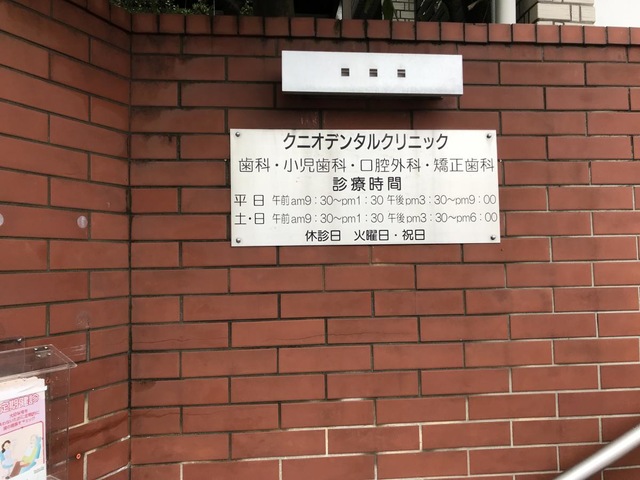 クニオデンタルクリニック
歯科・小児歯科・口腔外科・矯正歯科
診療時間
平 日 午前am9：30〜pm1：30 午後pm3：30〜pm9：00
土・日 午前am9：30〜pm1：30 午後pm3：30〜pm6：00
休診日 火曜日・祝日